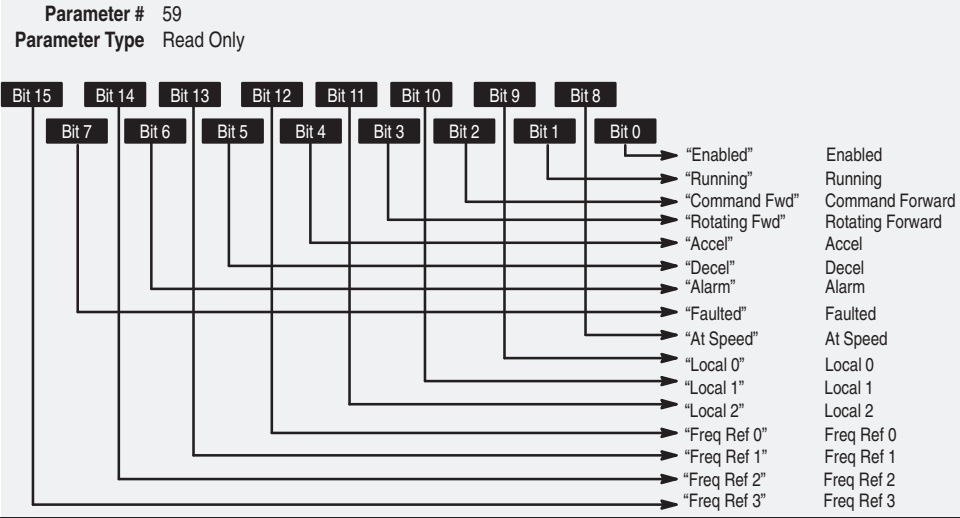 Parameter # 59
Parameter Type Read Only
Bit 15 Bit 14 Bit 13 Bit 12 Bit 11 Bit 10 Bit 9 Bit 8
Bit 7 Bit 6 Bit 5 Bit 4 Bit 3 Bit 2 Bit 1 Bit 0
“Enabled” Enabled
“Running” Running
“Command Fwd” Command Forward
“Rotating Fwd” Rotating Forward
“Accel” Accel
“Decel” Decel
“Alarm” Alarm
“Faulted” Faulted
“At Speed” At Speed
“Local 0” Local 0
“Local 1” Local 1
“Local 2” Local 2
“Freq Ref 0” Freq Ref 0
“Freq Ref 1” Freq Ref 1
“Freq Ref 2” Freq Ref 2
“Freq Ref 3” Freq Ref 3